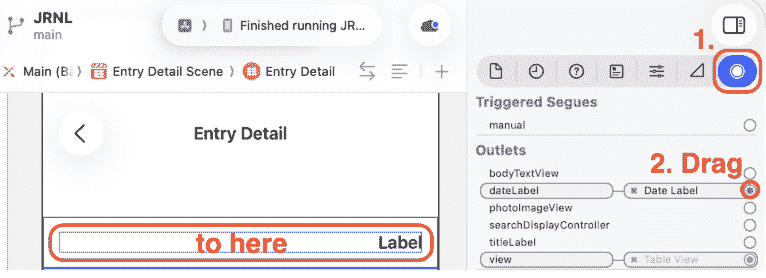 JRNL
main
Finished running JR...
1.
Main (Ba
Entry Detail Scene
Entry Detail
Triggered Segues
manual
Entry Detail
Outlets
2. Drag
bodyTextView
dateLabel
Date Label
photoImageView
searchDisplayController
to here
Label
titleLabel
view
Table View